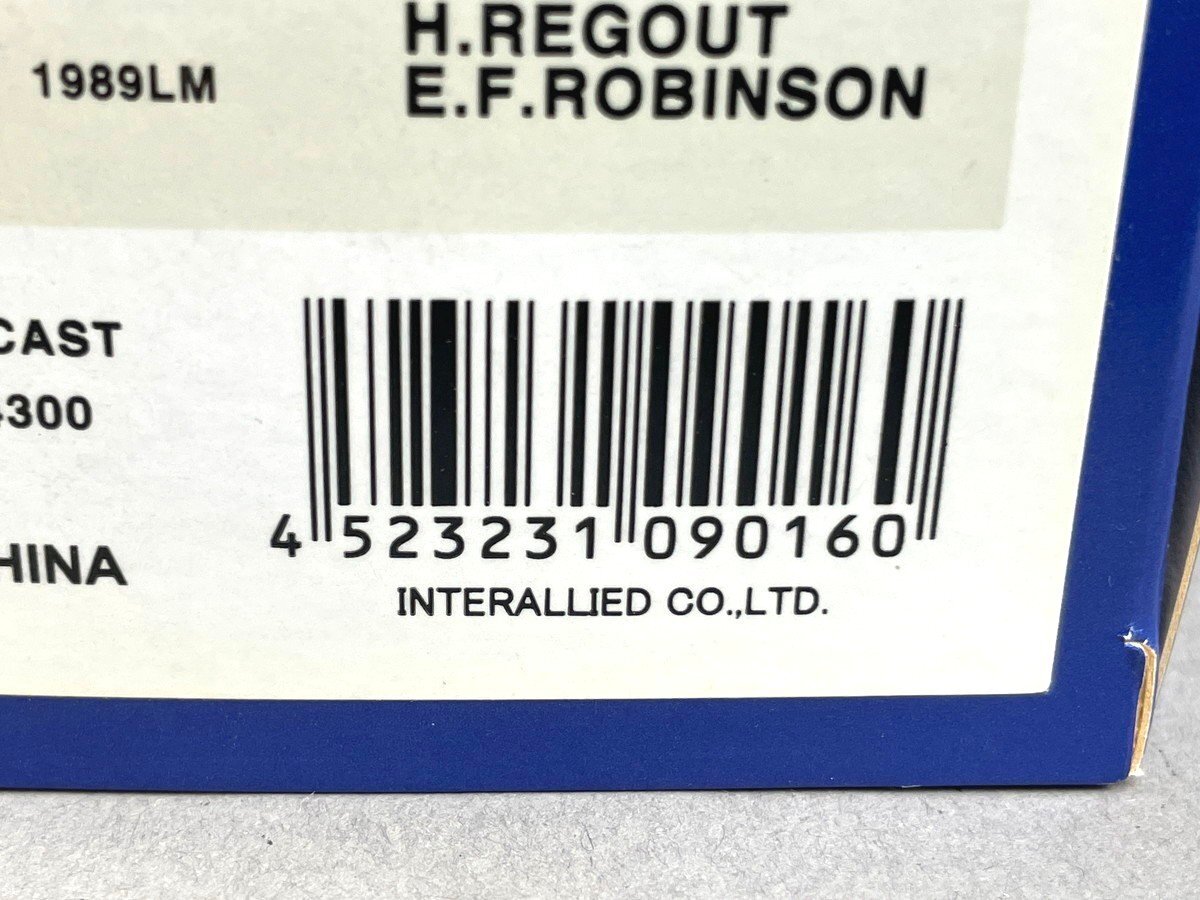 H.REGOUT
1989LM
E.F.ROBINSON
CAST
300
HINA
4 523231 090160
INTERALLIED CO.,LTD.